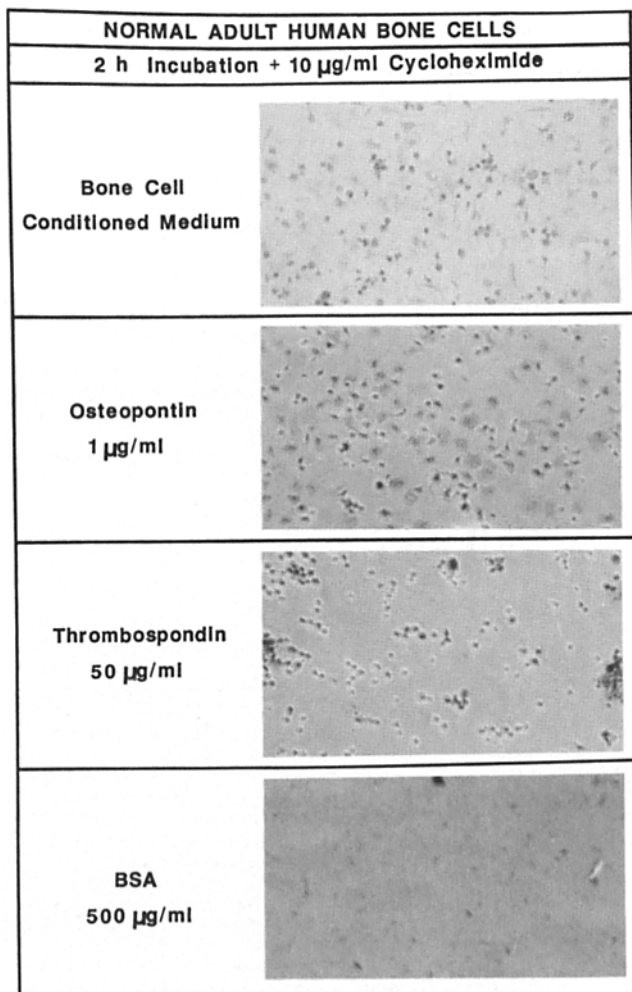 NORMAL ADULT HUMAN BONE CELLS
2 h Incubation + 10 µg/ml Cycloheximide
Bone Cell
Conditioned Medium
Osteopontin
1 µg/ml
Thrombospondin
50 µg/ml
BSA
500 µg/ml